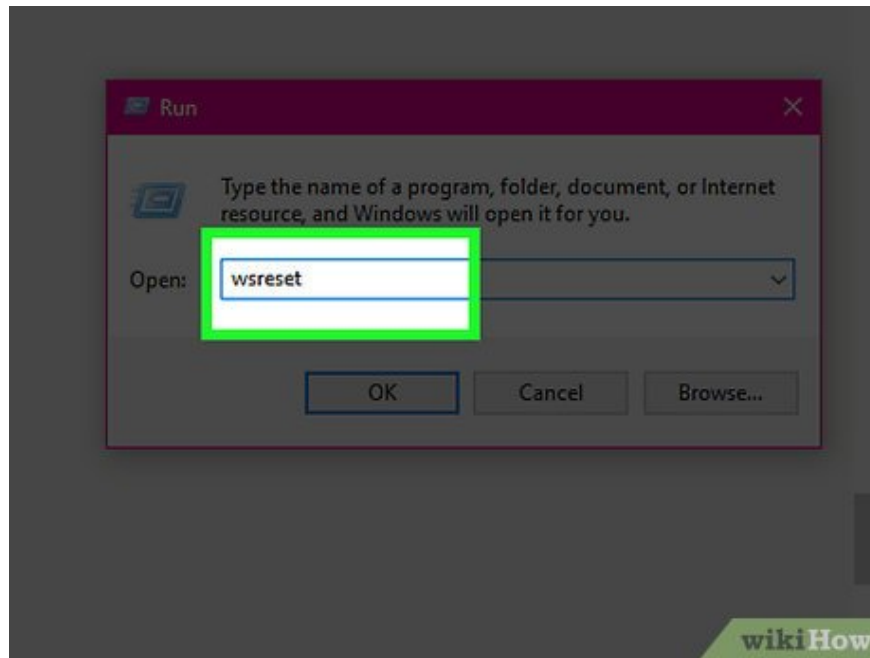 Run
Type the name of a program, folder, document, or Internet
resource, and Windows will open it for you.
Open: wsreset
OK Cancel Browse...
wikiHow